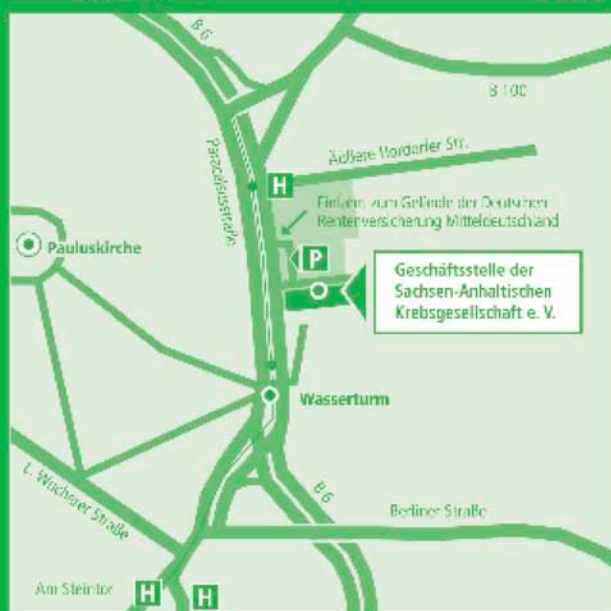 B 6
B 100
Paracelsusstraße
Äußere Hordorfer Str.
H
Einfahrt zum Gelände der Deutschen
Rentenversicherung Mitteldeutschland
Pauluskirche
P
Geschäftsstelle der
Sachsen-Anhaltischen
Krebsgesellschaft e. V.
Wasserturm
L. Wucherer Straße
B 6
Berliner Straße
Am Steintor
H
H